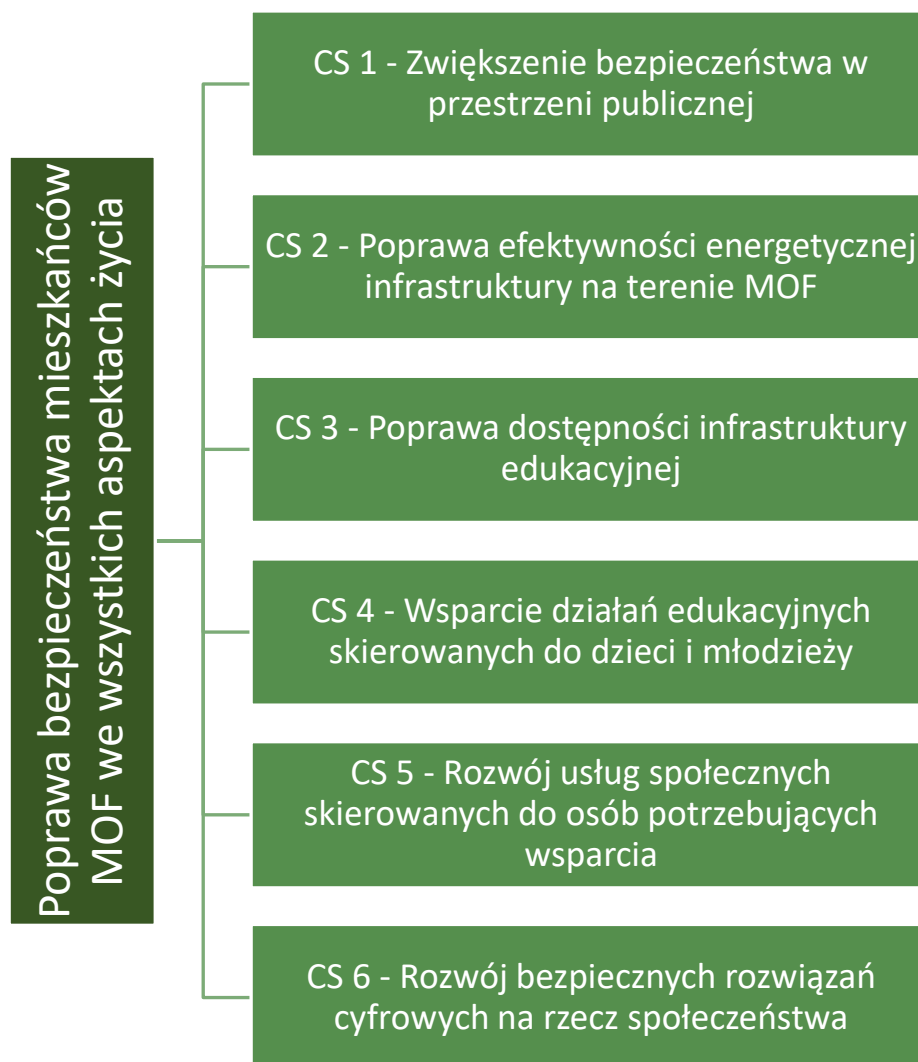 Poprawa bezpieczeństwa mieszkańców
MOF we wszystkich aspektach życia
CS 1 - Zwiększenie bezpieczeństwa w
przestrzeni publicznej
CS 2 - Poprawa efektywności energetycznej
infrastruktury na terenie MOF
CS 3 - Poprawa dostępności infrastruktury
edukacyjnej
CS 4 - Wsparcie działań edukacyjnych
skierowanych do dzieci i młodzieży
CS 5 - Rozwój usług społecznych
skierowanych do osób potrzebujących
wsparcia
CS 6 - Rozwój bezpiecznych rozwiązań
cyfrowych na rzecz społeczeństwa